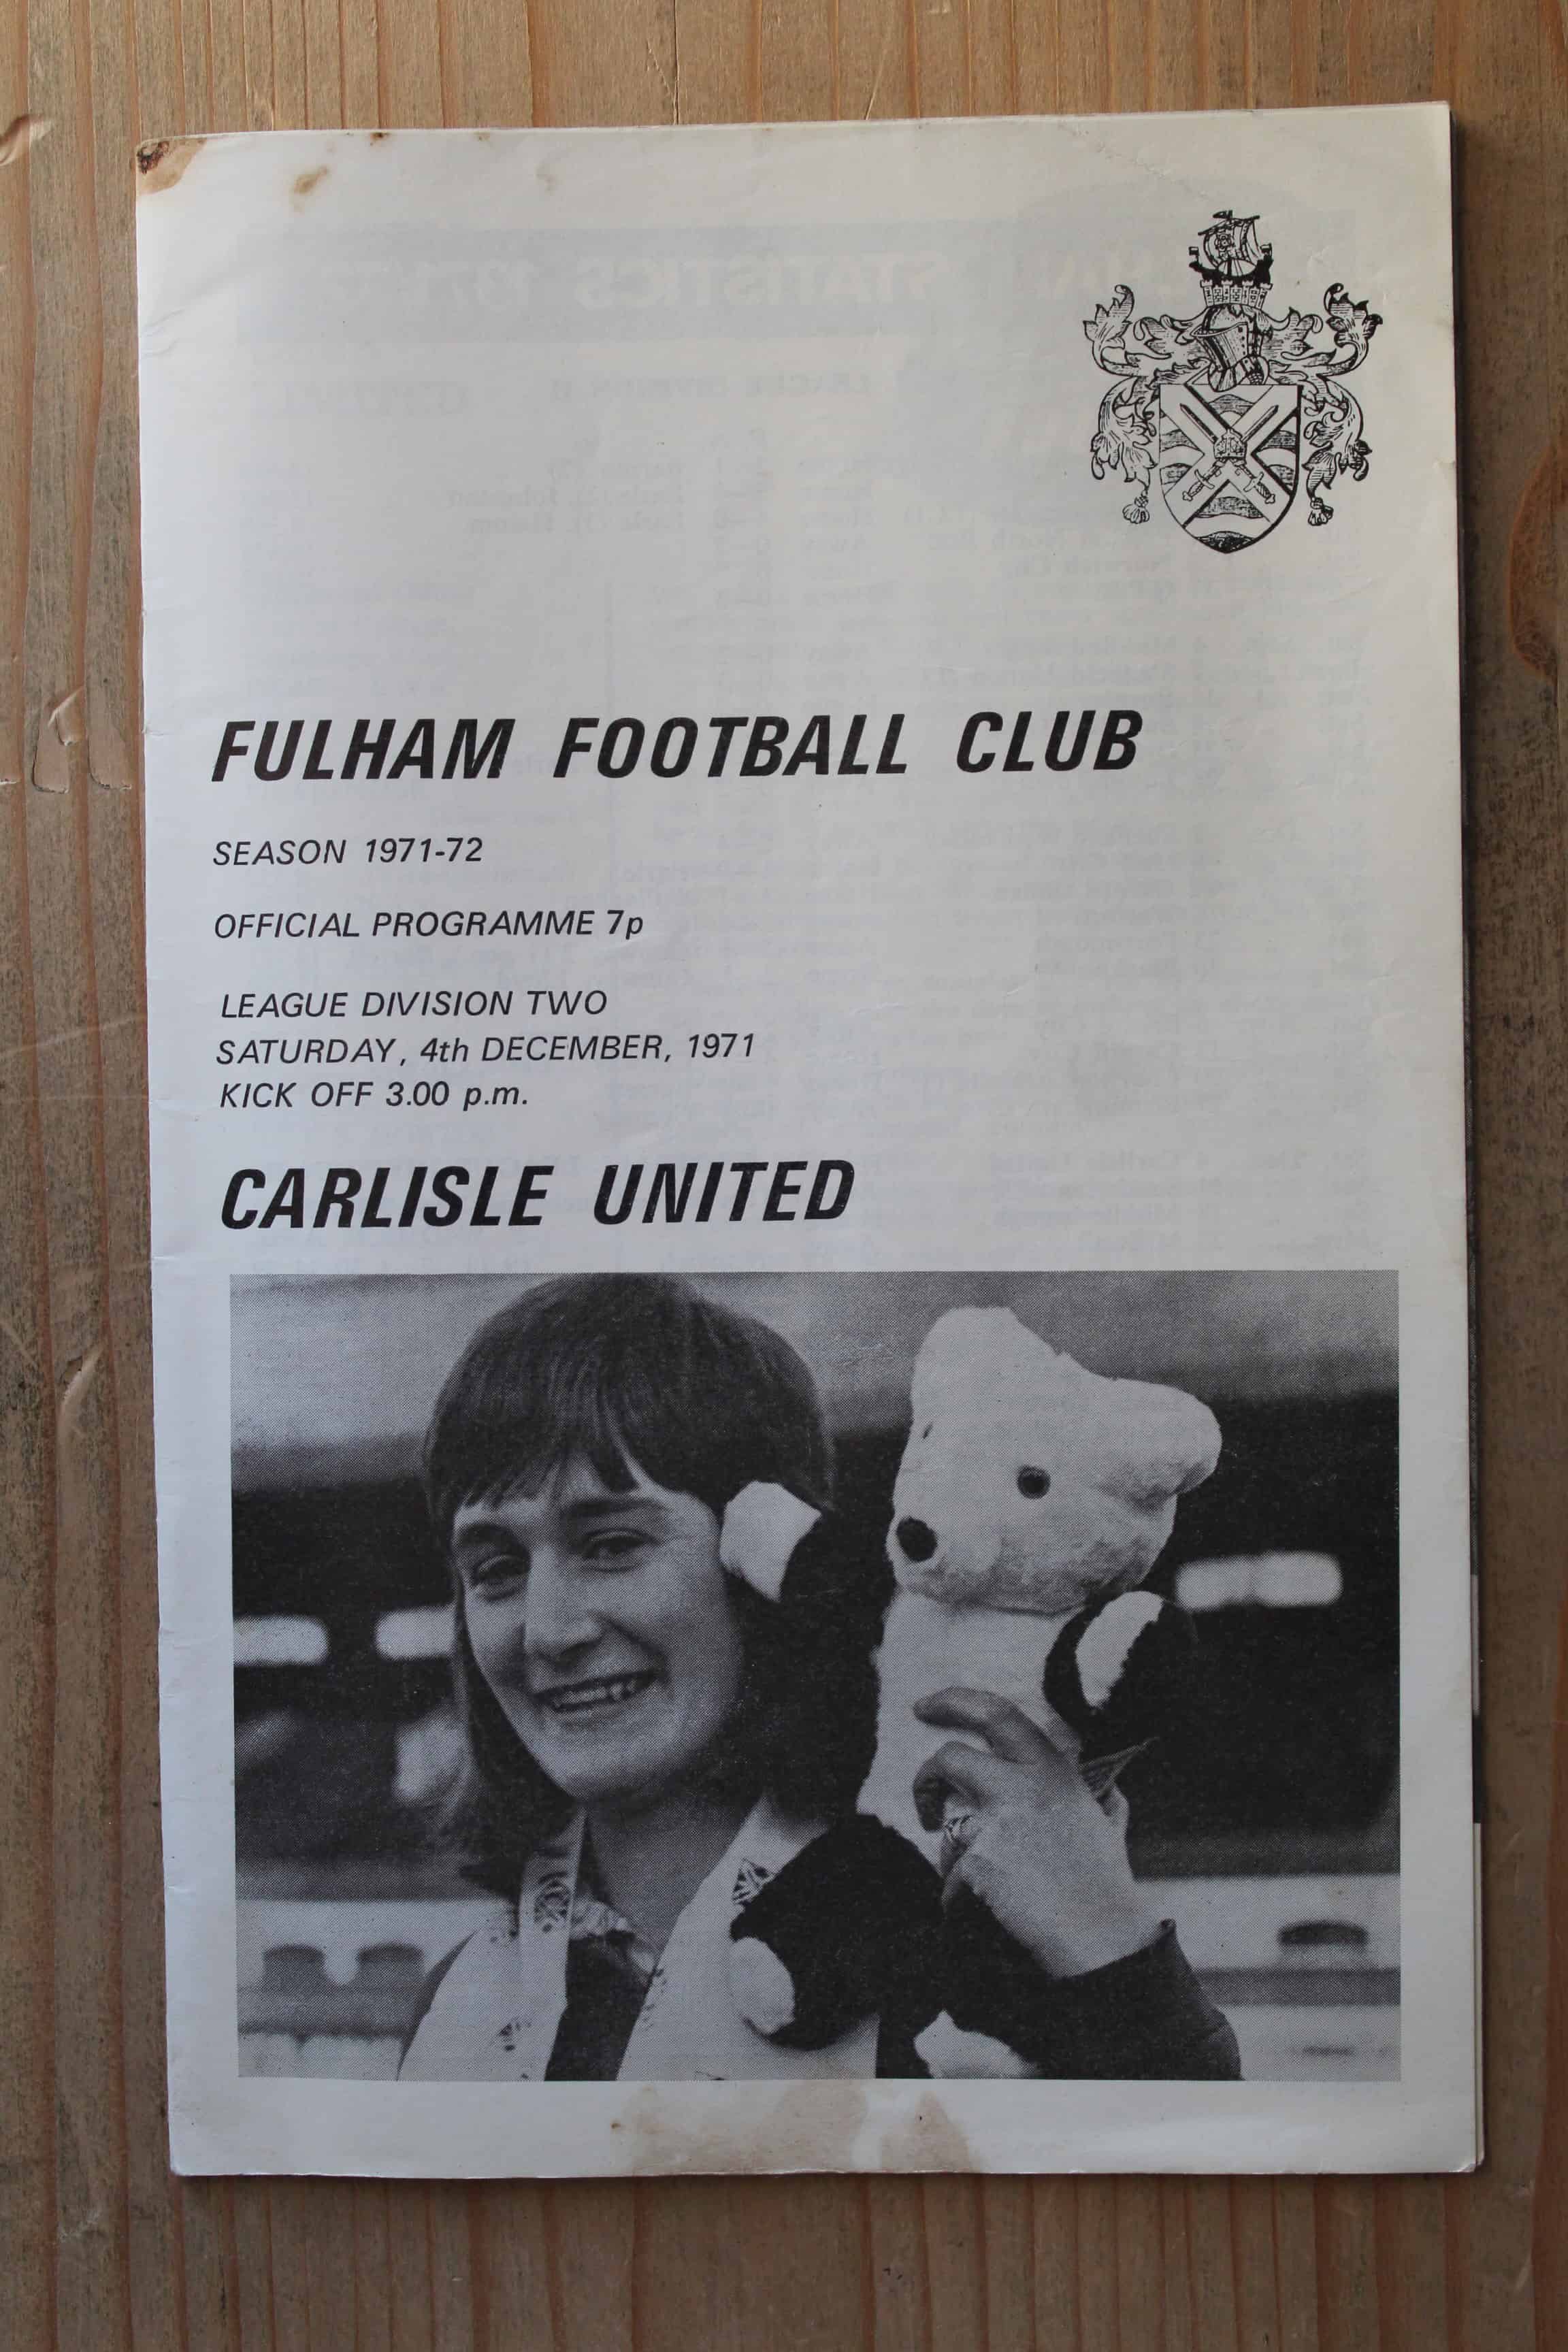 FULHAM FOOTBALL CLUB
SEASON 1971-72
OFFICIAL PROGRAMME 7p
LEAGUE DIVISION TWO
SATURDAY, 4th DECEMBER, 1971
KICK OFF 3.00 p.m.
CARLISLE UNITED